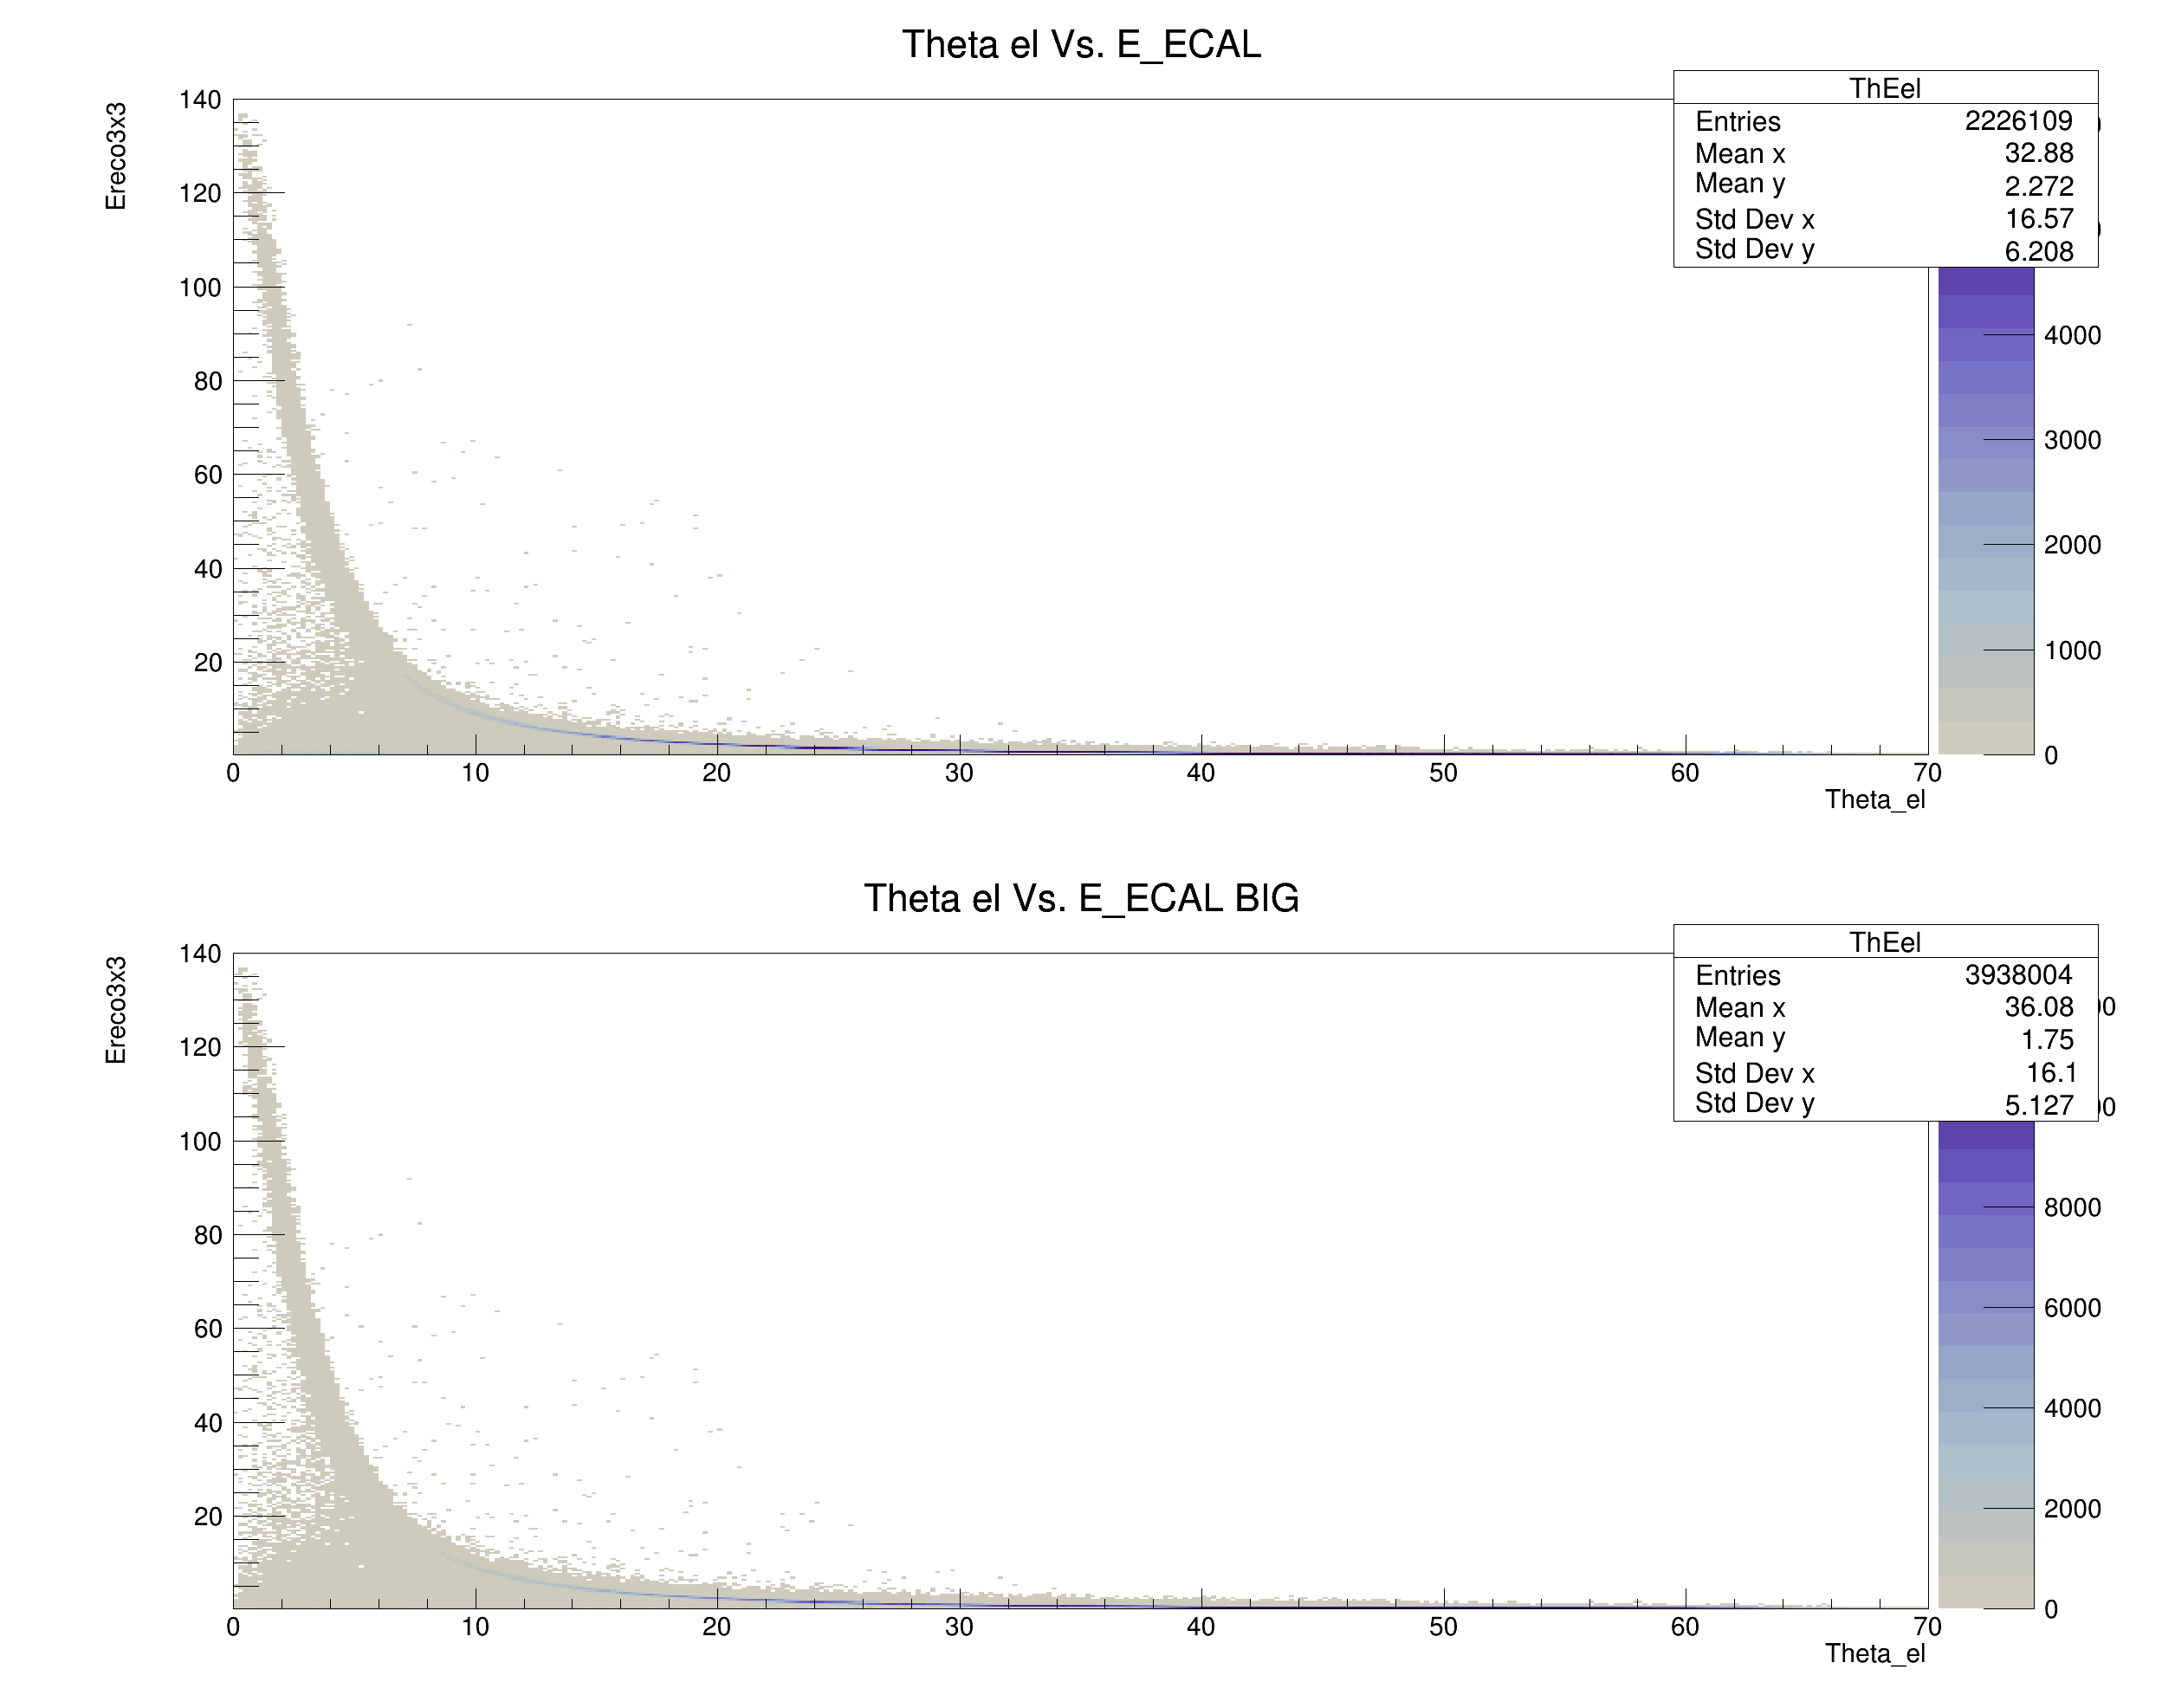 Theta el Vs. E_ECAL
ThEel
Entries 2226109
Mean x 32.88
Mean y 2.272
Std Dev x 16.57
Std Dev y 6.208
Ereco3x3
140
120
100
80
60
40
20
0 10 20 30 40 50 60 70
Theta_el
4000
3000
2000
1000
0
Theta el Vs. E_ECAL BIG
ThEel
Entries 3938004
Mean x 36.08
Mean y 1.75
Std Dev x 16.1
Std Dev y 5.127
Ereco3x3
140
120
100
80
60
40
20
0 10 20 30 40 50 60 70
Theta_el
8000
6000
4000
2000
0